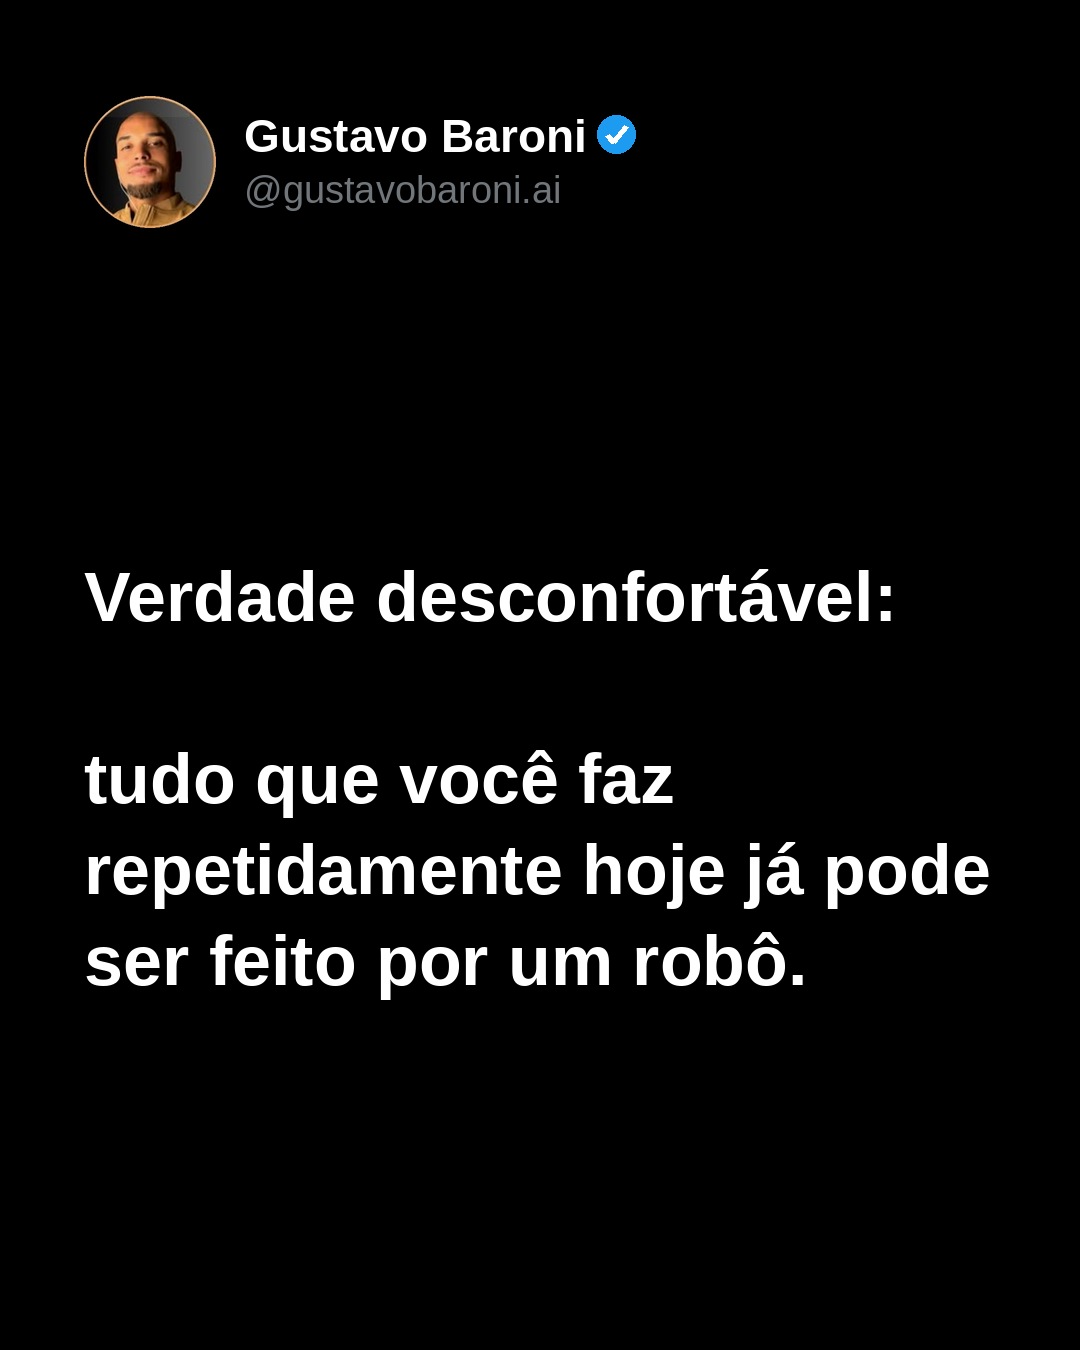 Gustavo Baroni
@gustavobaroni.ai
Verdade desconfortável:
tudo que você faz
repetidamente hoje já pode
ser feito por um robô.